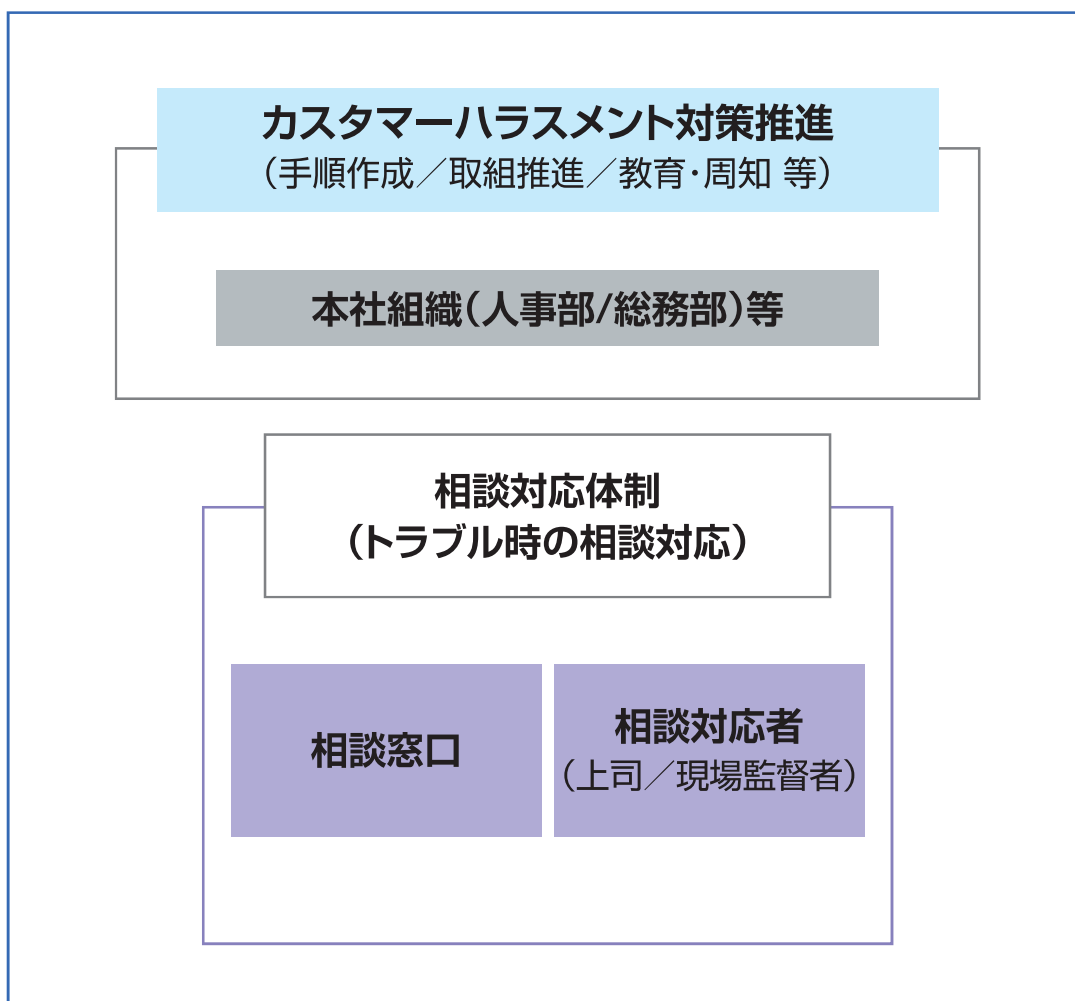 カスタマーハラスメント対策推進
（手順作成／取組推進／教育・周知 等）
本社組織（人事部/総務部）等
相談対応体制
（トラブル時の相談対応）
相談窓口
相談対応者
（上司／現場監督者）